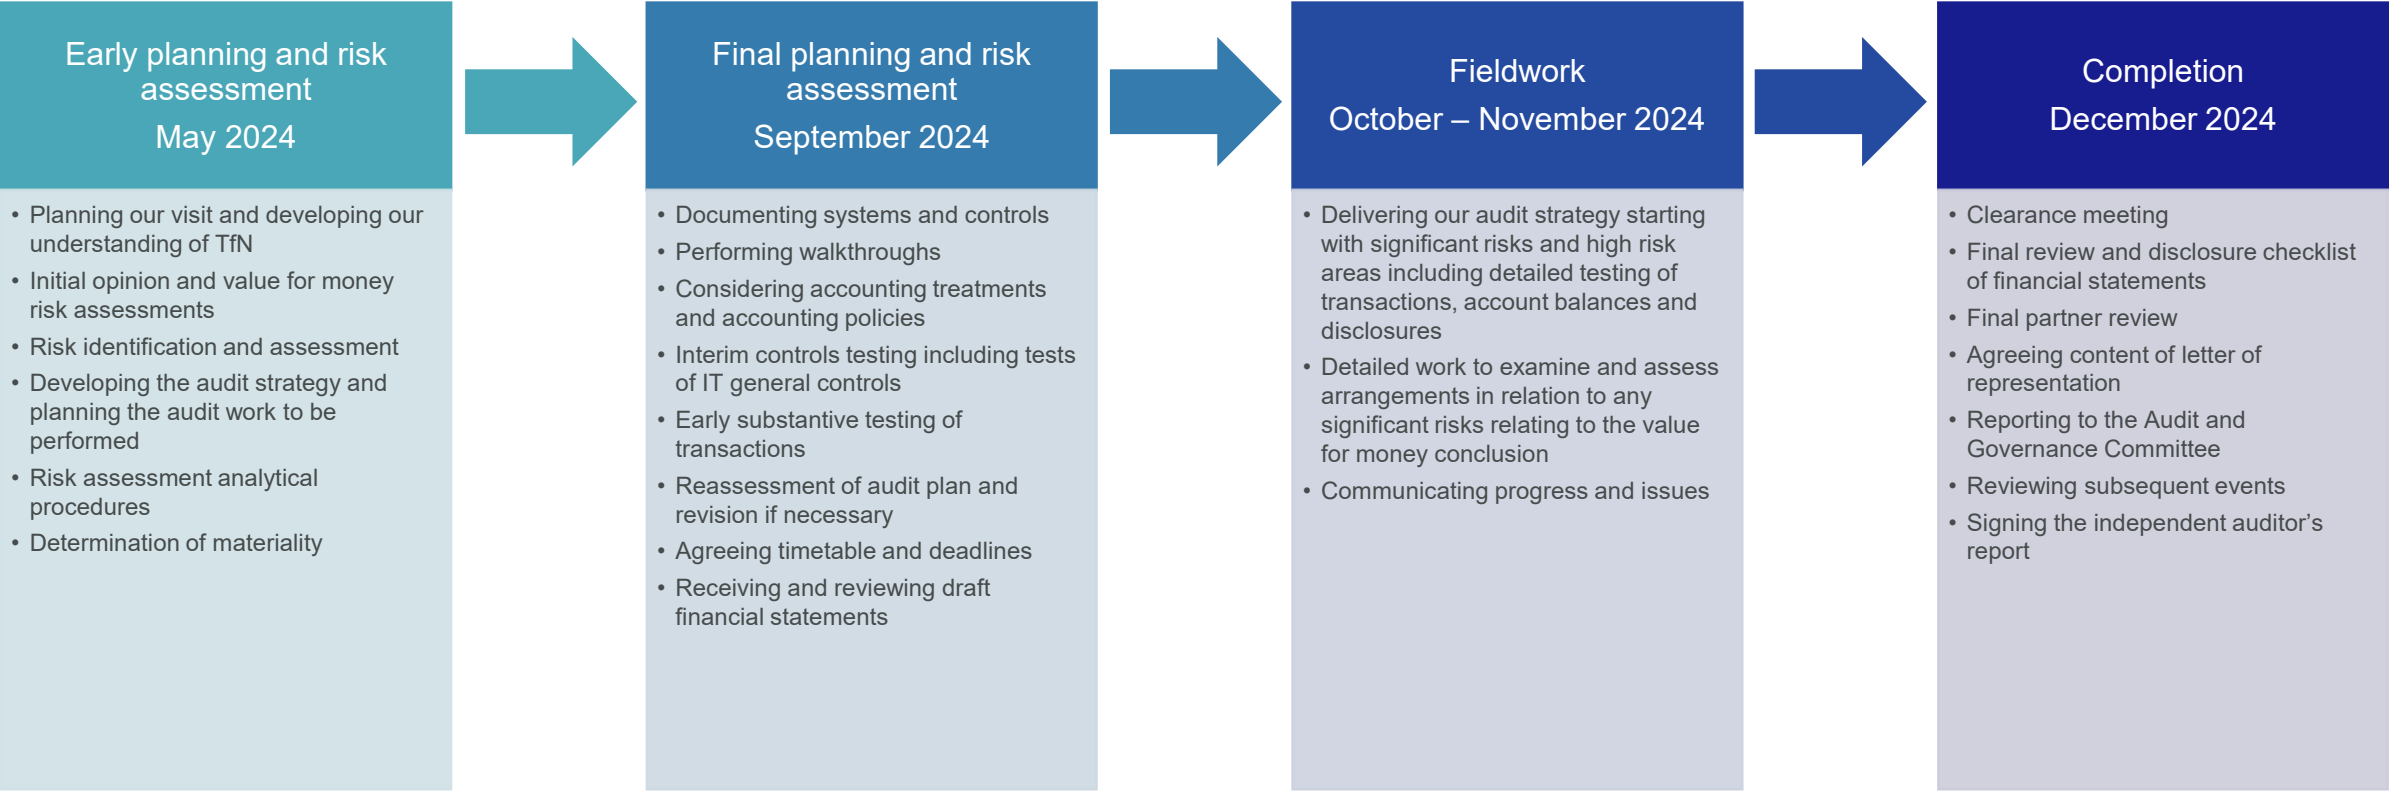 Early planning and risk
assessment
May 2024
• Planning our visit and developing our
understanding of TfN
• Initial opinion and value for money
risk assessments
• Risk identification and assessment
• Developing the audit strategy and
planning the audit work to be
performed
• Risk assessment analytical
procedures
• Determination of materiality
Final planning and risk
assessment
September 2024
• Documenting systems and controls
• Performing walkthroughs
• Considering accounting treatments
and accounting policies
• Interim controls testing including tests
of IT general controls
• Early substantive testing of
transactions
• Reassessment of audit plan and
revision if necessary
• Agreeing timetable and deadlines
• Receiving and reviewing draft
financial statements
Fieldwork
October – November 2024
• Delivering our audit strategy starting
with significant risks and high risk
areas including detailed testing of
transactions, account balances and
disclosures
• Detailed work to examine and assess
arrangements in relation to any
significant risks relating to the value
for money conclusion
• Communicating progress and issues
Completion
December 2024
• Clearance meeting
• Final review and disclosure checklist
of financial statements
• Final partner review
• Agreeing content of letter of
representation
• Reporting to the Audit and
Governance Committee
• Reviewing subsequent events
• Signing the independent auditor’s
report